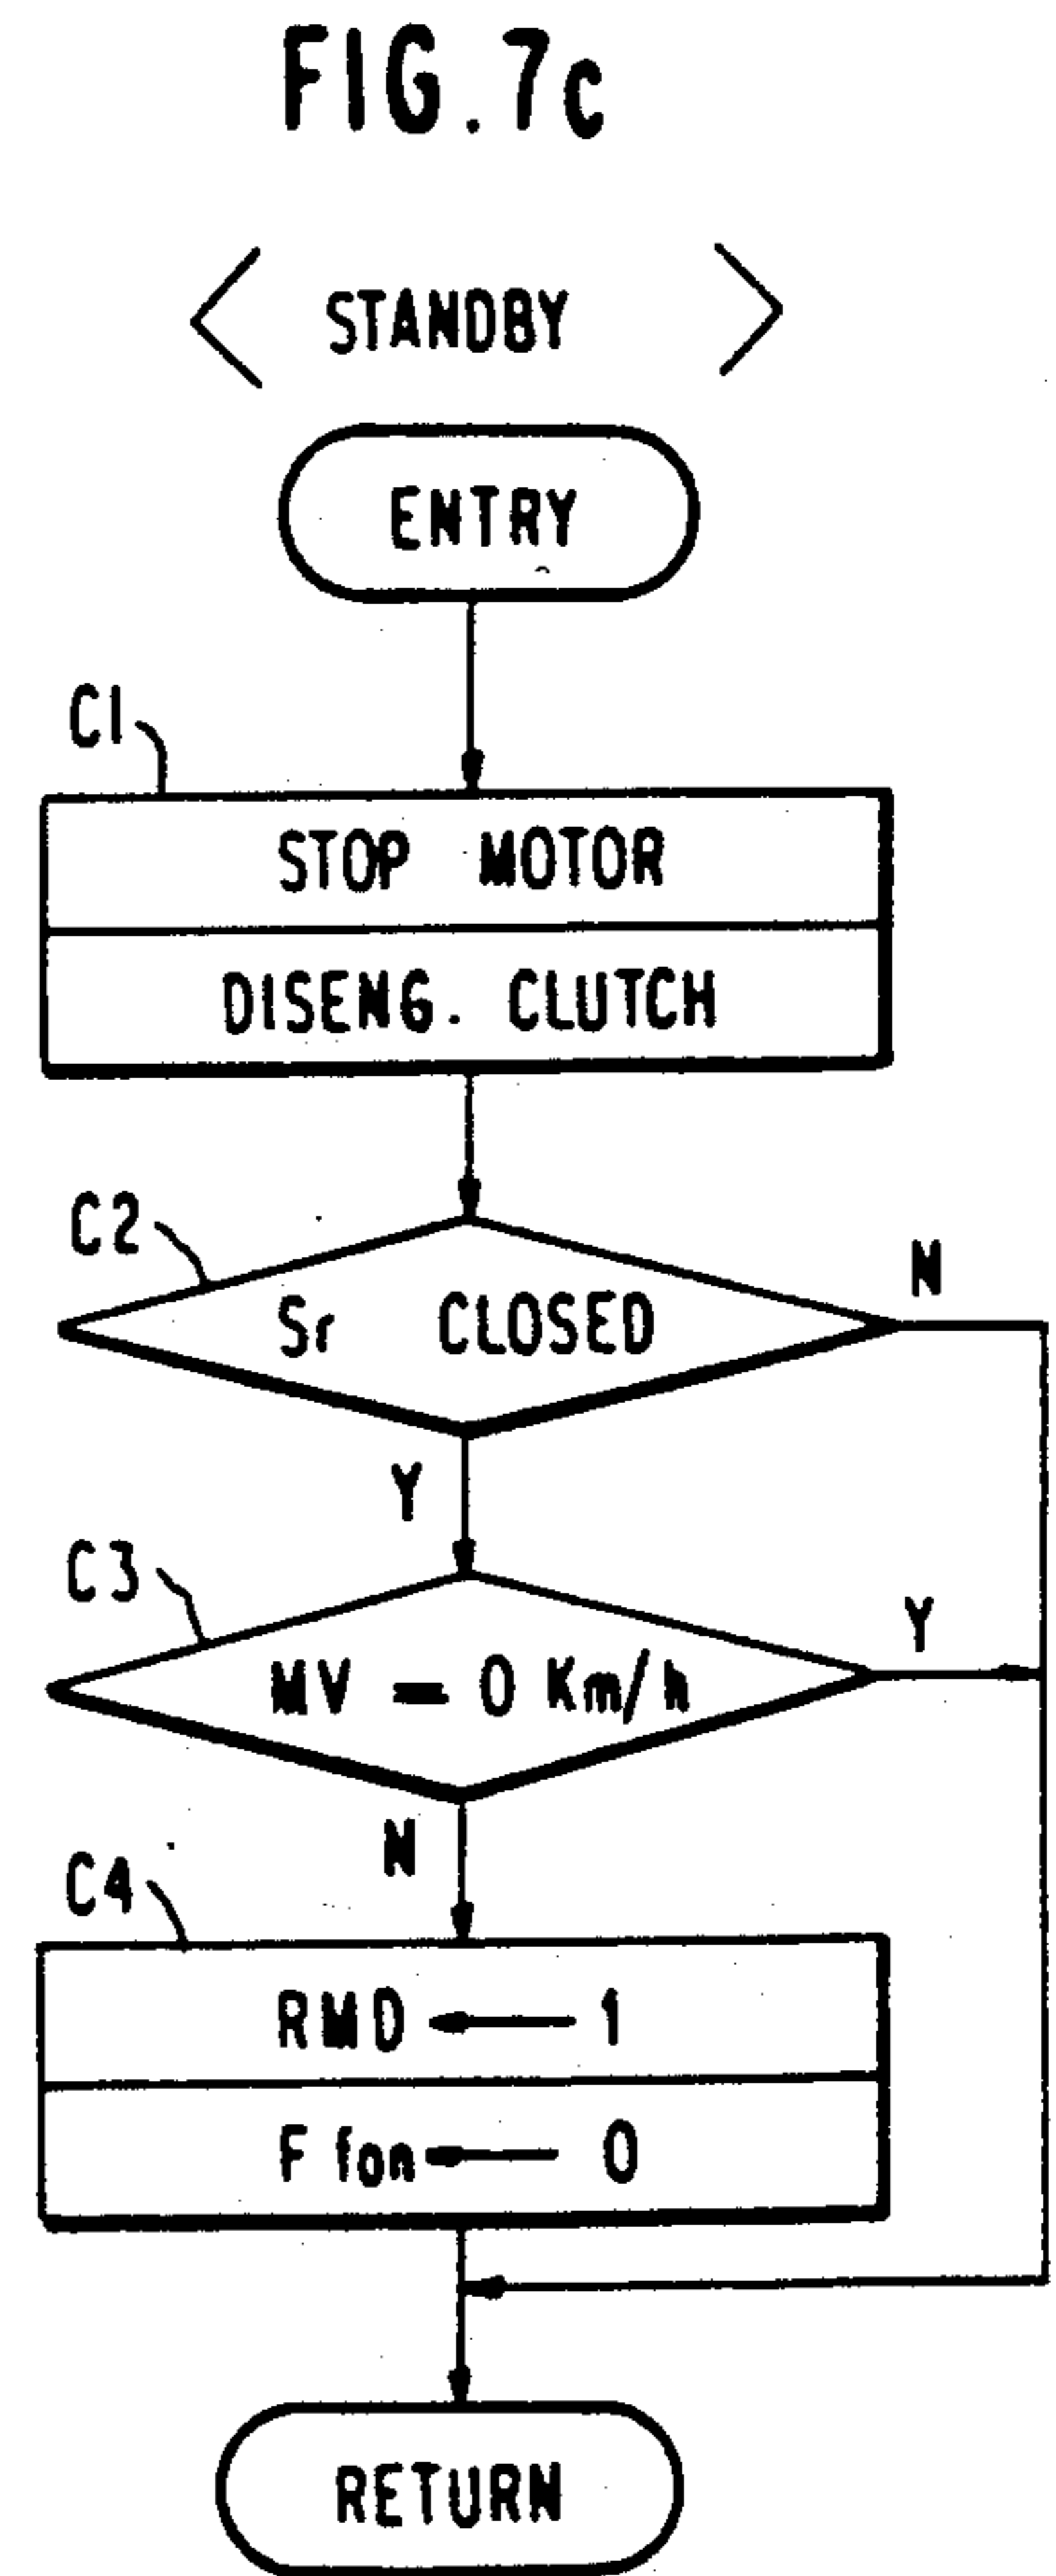 FIG. 7c
〈 STANDBY 〉
ENTRY
C1
STOP MOTOR
DISENG. CLUTCH
C2
Sr CLOSED
N
Y
C3
MV = 0 Km/h
Y
N
C4
RMD ← 1
F fon ← 0
RETURN